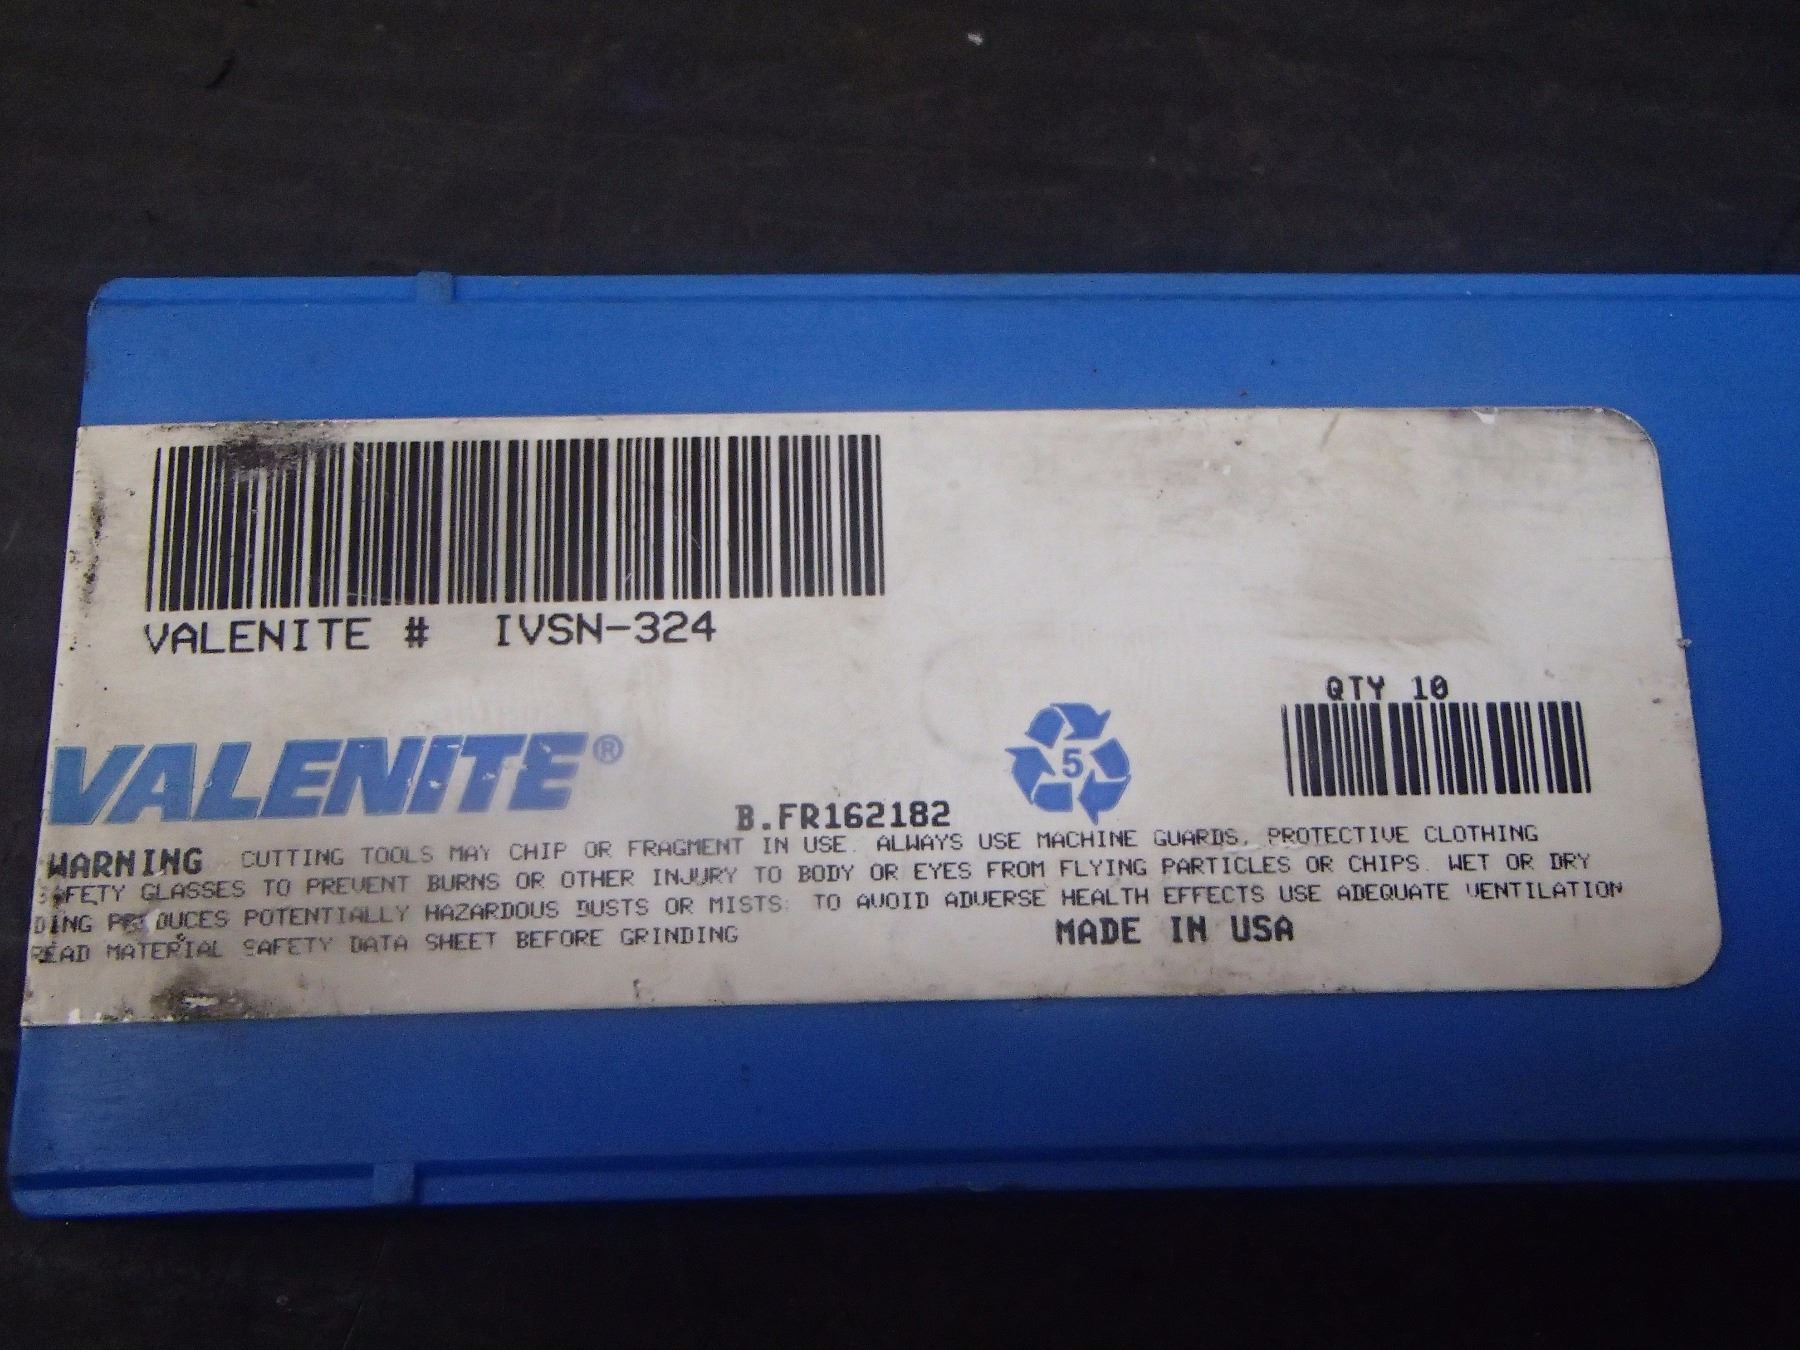 VALENITE # IVSN-324
QTY 10
VALENITE®
5
B.FR162182
WARNING CUTTING TOOLS MAY CHIP OR FRAGMENT IN USE. ALWAYS USE MACHINE GUARDS, PROTECTIVE CLOTHING
SAFETY GLASSES TO PREVENT BURNS OR OTHER INJURY TO BODY OR EYES FROM FLYING PARTICLES OR CHIPS. WET OR DRY
DING PRODUCES POTENTIALLY HAZARDOUS DUSTS OR MISTS: TO AVOID ADVERSE HEALTH EFFECTS USE ADEQUATE VENTILATION
READ MATERIAL SAFETY DATA SHEET BEFORE GRINDING
MADE IN USA